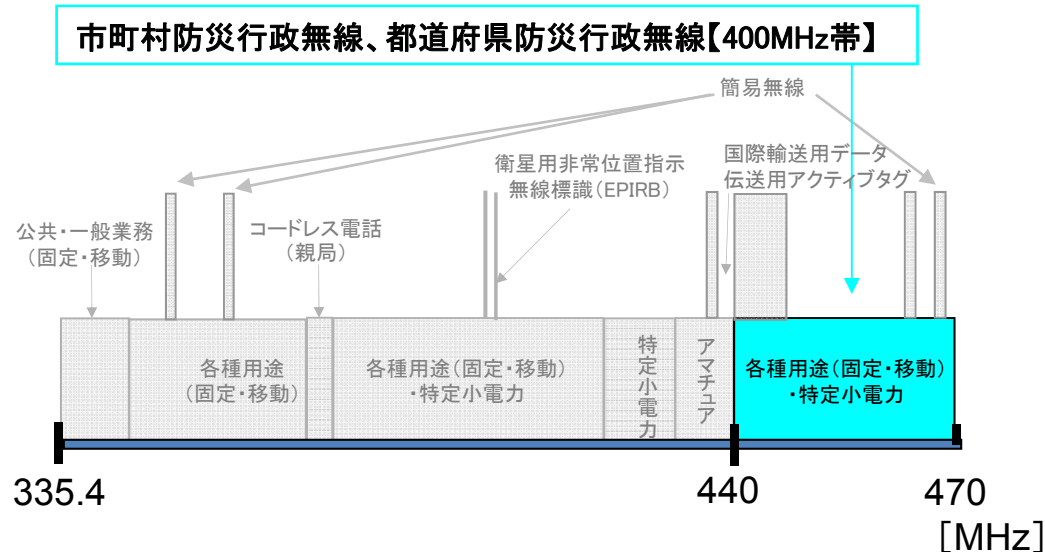 市町村防災行政無線、都道府県防災行政無線【400MHz帯】
簡易無線
国際輸送用データ
伝送用アクティブタグ
衛星用非常位置指示
無線標識(EPIRB)
コードレス電話
(親局)
公共・一般業務
(固定・移動)
各種用途
(固定・移動)
各種用途(固定・移動)
・特定小電力
特定小電力
アマチュア
各種用途(固定・移動)
・特定小電力
335.4
440
470
[MHz]